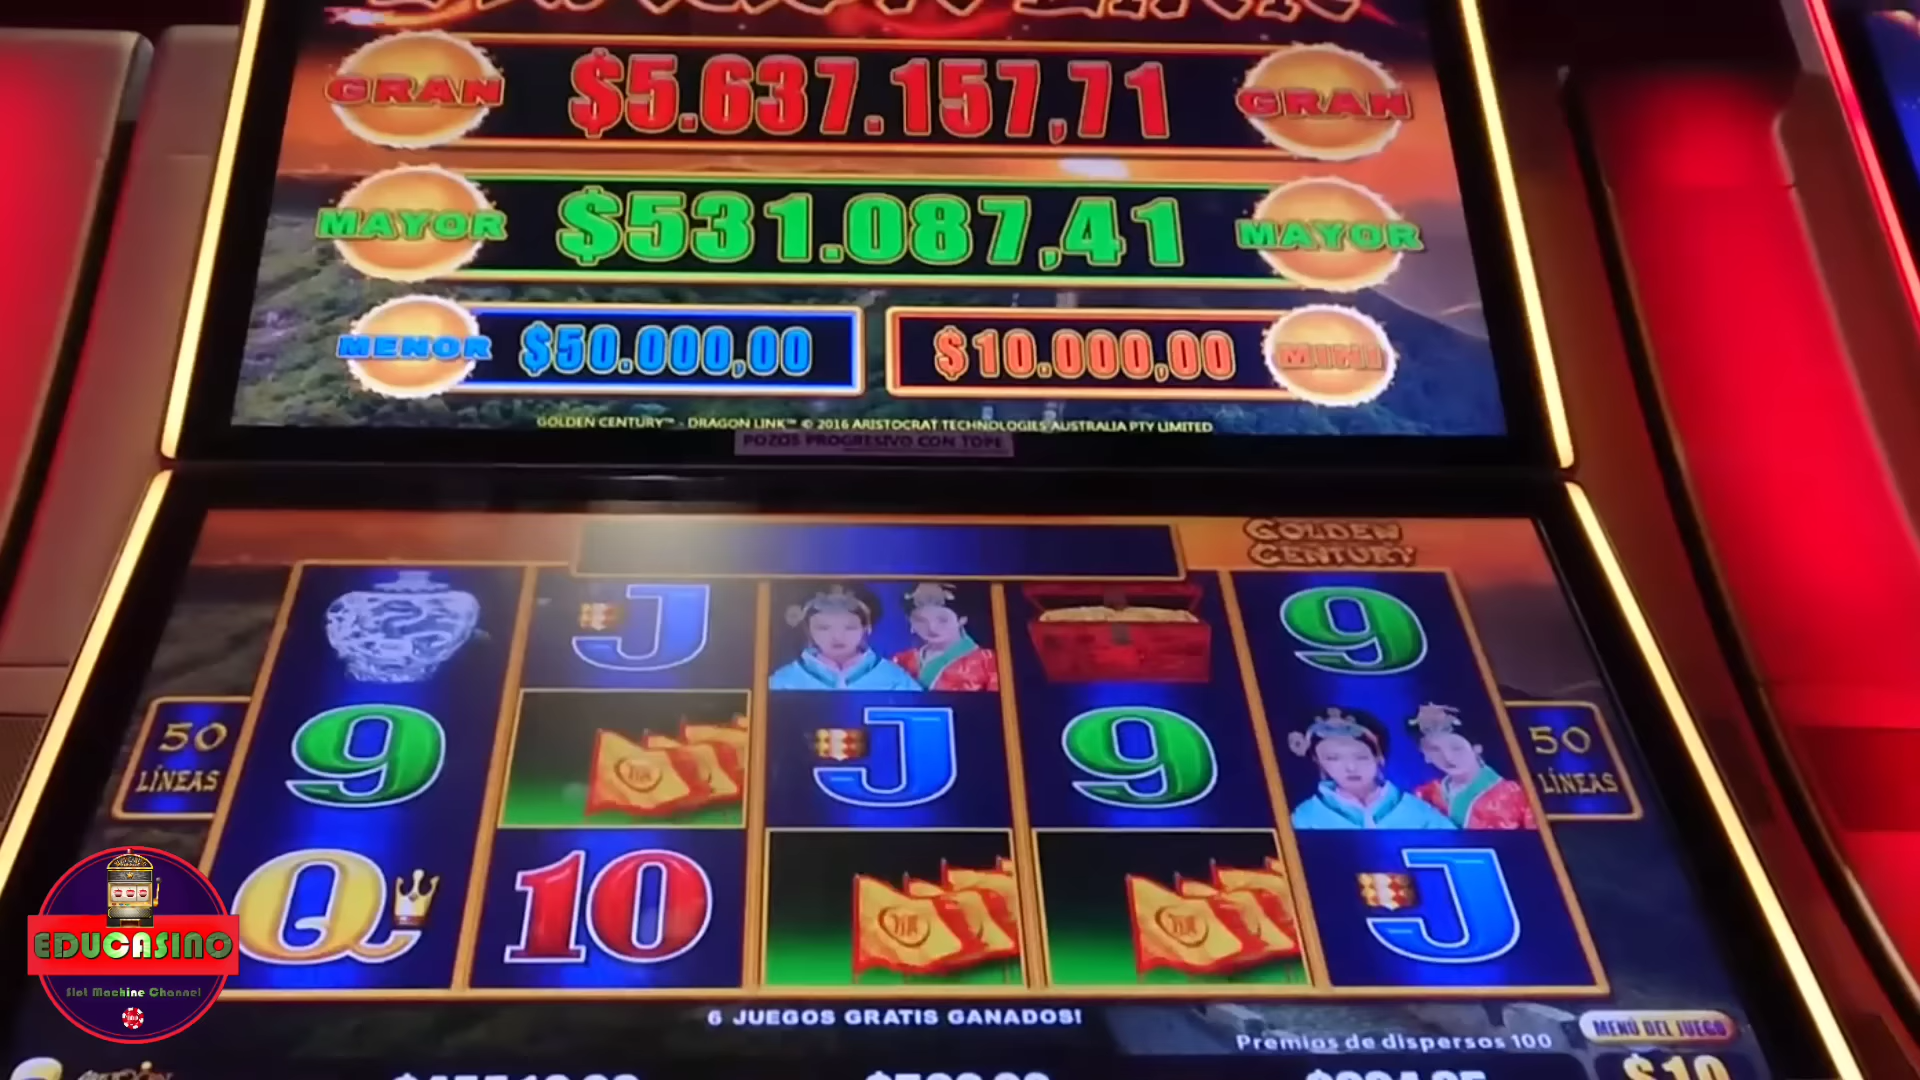 GRAN $5.637.157,71 GRAN
MAYOR $531.087,41 MAYOR
MENOR $50.000,00 $10.000,00 MINI
GOLDEN CENTURY™ - DRAGON LINK™ © 2016 ARISTOCRAT TECHNOLOGIES AUSTRALIA PTY LIMITED
POZOS PROGRESIVO CON TOPE
GOLDEN
CENTURY
J 9
50
LÍNEAS
9 J 9
50
LÍNEAS
Q 10 J
EDUCASINO
Slot Machine Channel
6 JUEGOS GRATIS GANADOS!
Premios de dispersos 100
MENÚ DEL JUEGO
$10